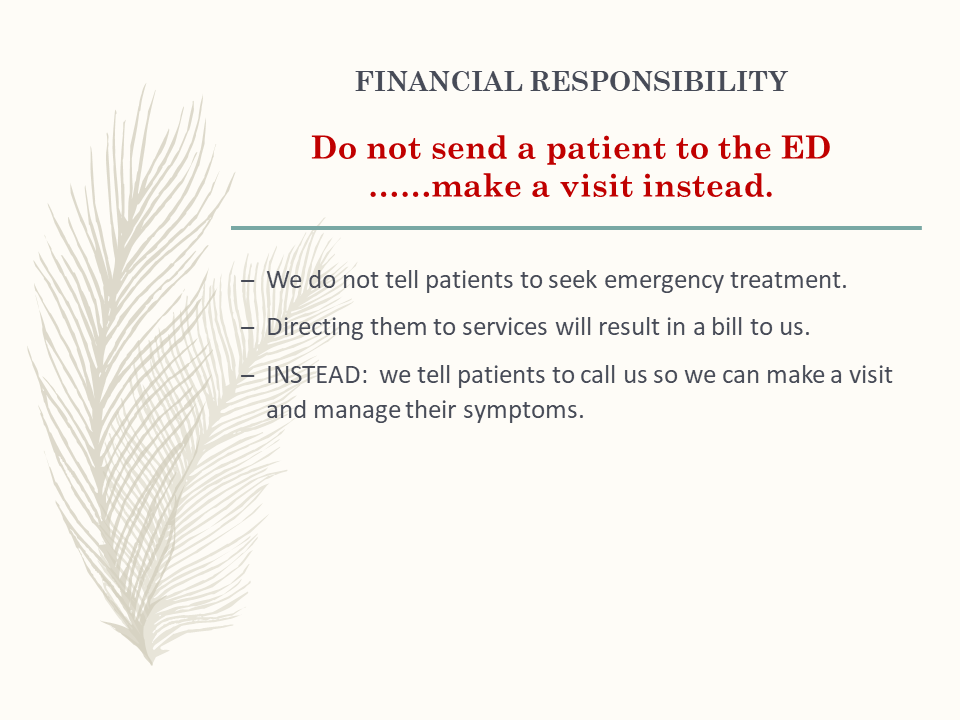 FINANCIAL RESPONSIBILITY
Do not send a patient to the ED
……make a visit instead.
– We do not tell patients to seek emergency treatment.
– Directing them to services will result in a bill to us.
– INSTEAD:  we tell patients to call us so we can make a visit
and manage their symptoms.